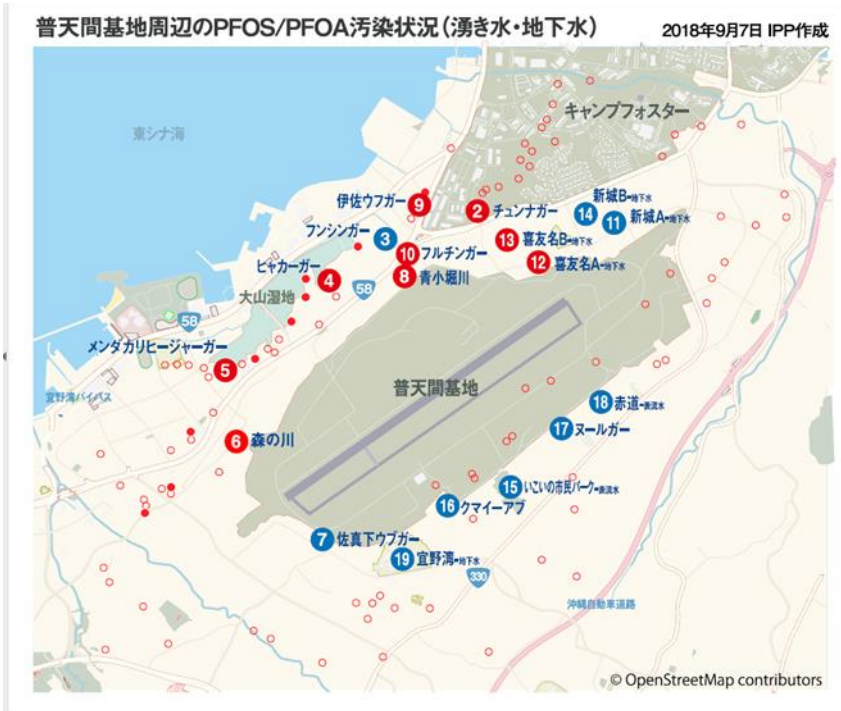 普天間基地周辺のPFOS/PFOA汚染状況(湧き水・地下水)
2018年9月7日 IPP作成
キャンプフォスター
東シナ海
伊佐ウフガー
9
2
チュンナガー
新城B-地下水
14
11
新城A-地下水
フンシンガー
3
13
喜友名B-地下水
10
フルチンガー
12
喜友名A-地下水
ヒャカーガー
4
8
青小堀川
大山湿地
58
58
メンダカリヒージャーガー
5
宜野湾バイパス
普天間基地
18
赤道-表流水
17
ヌールガー
6
森の川
15
いこいの市民パーク-表流水
16
クマイーアブ
7
佐真下ウブガー
19
宜野湾-地下水
330
沖縄自動車道路
© OpenStreetMap contributors